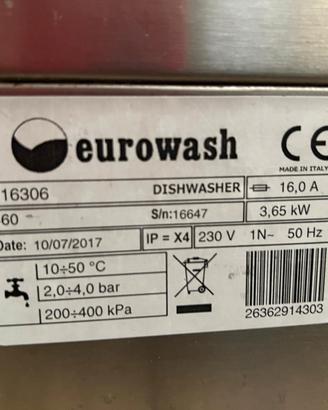 eurowash CE
MADE IN ITALY
16306 DISHWASHER 16,0 A
60 - S/n:16647 3,65 kW
Date: 10/07/2017 IP = X4 230 V 1N~ 50 Hz
10÷50 °C
2,0÷4,0 bar
200÷400 kPa
26362914303